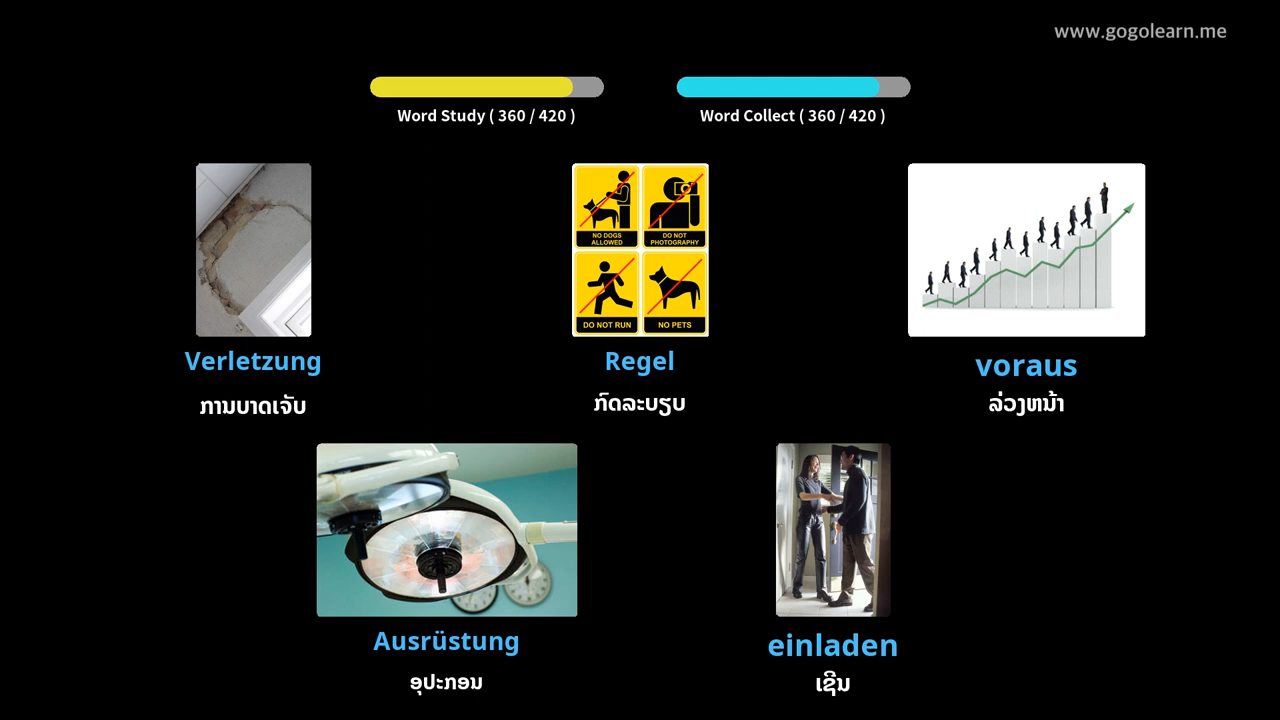 www.gogolearn.me
Word Study ( 360 / 420 )
Word Collect ( 360 / 420 )
NO DOGS
ALLOWED
DO NOT
PHOTOGRAPHY
DO NOT RUN
NO PETS
Verletzung
Regel
voraus
ການບາດເຈັບ
ກົດລະບຽບ
ລ່ວງຫນ້າ
Ausrüstung
einladen
ອຸປະກອນ
ເຊີນ